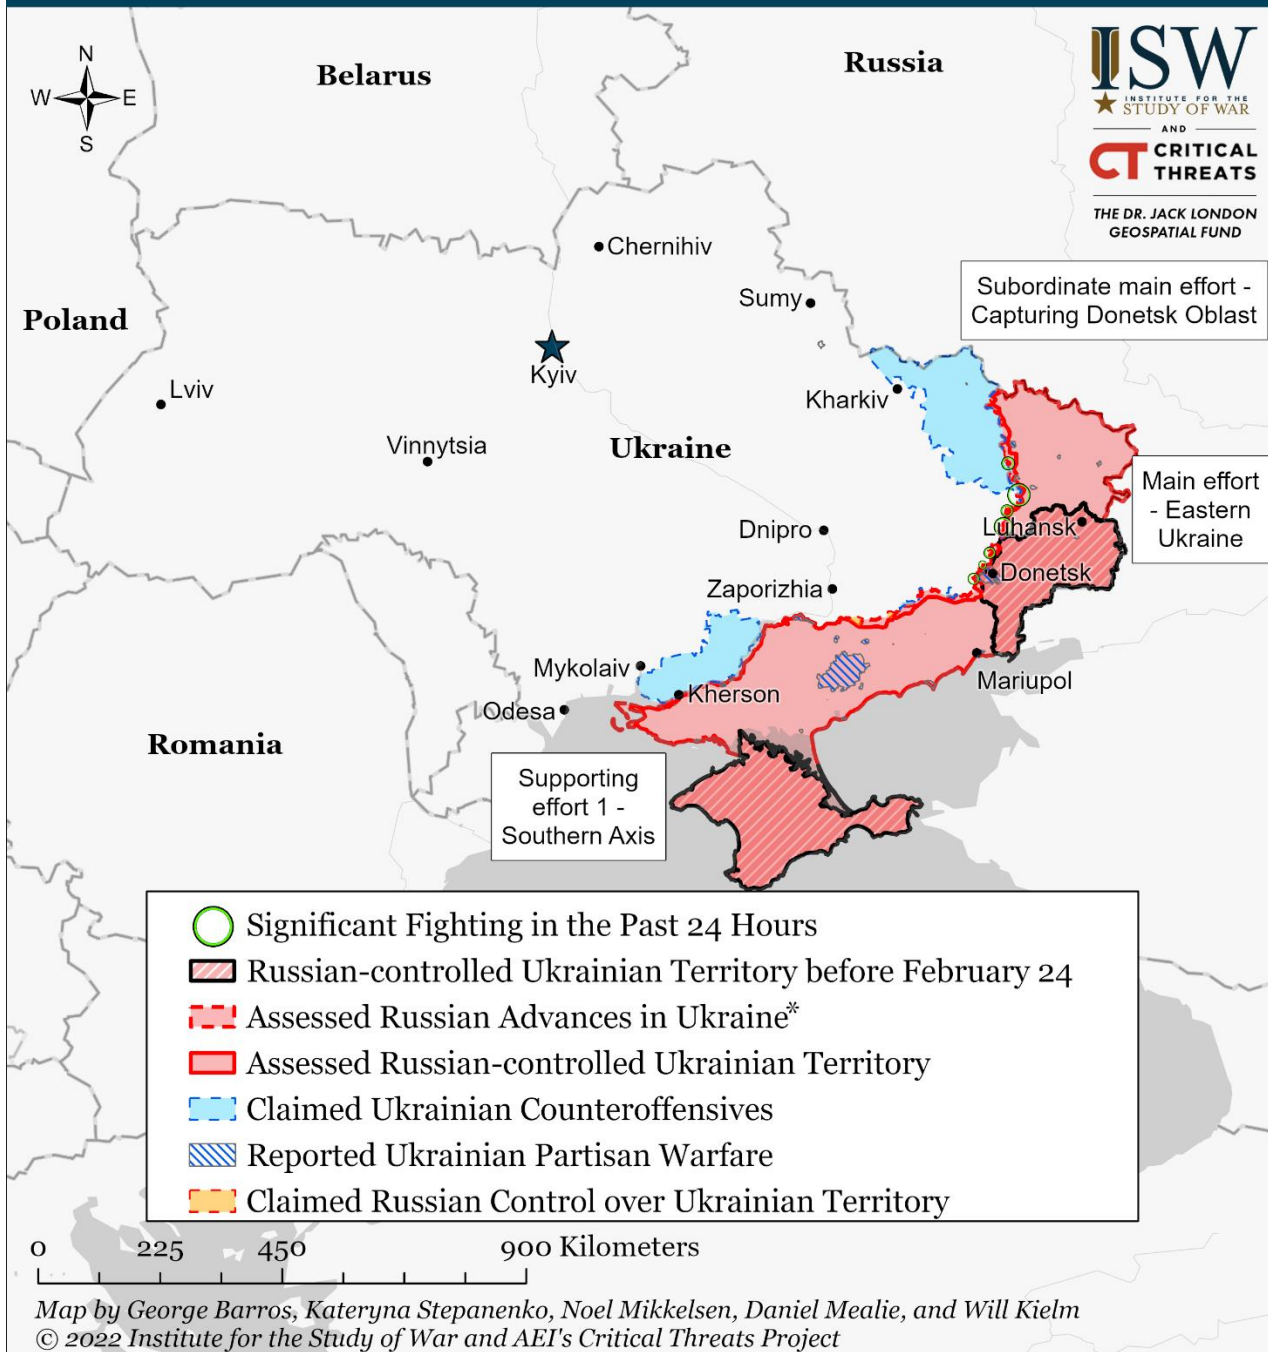 N
W
E
S
Belarus
Russia
ISW
INSTITUTE FOR THE
STUDY OF WAR
AND
CT CRITICAL
THREATS
THE DR. JACK LONDON
GEOSPATIAL FUND
Chernihiv
Sumy
Subordinate main effort -
Capturing Donetsk Oblast
Poland
Kyiv
Lviv
Kharkiv
Vinnytsia
Ukraine
Main effort
- Eastern
Ukraine
Dnipro
Luhansk
Donetsk
Zaporizhia
Mykolaiv
Mariupol
Kherson
Odesa
Romania
Supporting
effort 1 -
Southern Axis
Significant Fighting in the Past 24 Hours
Russian-controlled Ukrainian Territory before February 24
Assessed Russian Advances in Ukraine*
Assessed Russian-controlled Ukrainian Territory
Claimed Ukrainian Counteroffensives
Reported Ukrainian Partisan Warfare
Claimed Russian Control over Ukrainian Territory
0 225 450 900 Kilometers
Map by George Barros, Kateryna Stepanenko, Noel Mikkelsen, Daniel Mealie, and Will Kielm
© 2022 Institute for the Study of War and AEI's Critical Threats Project